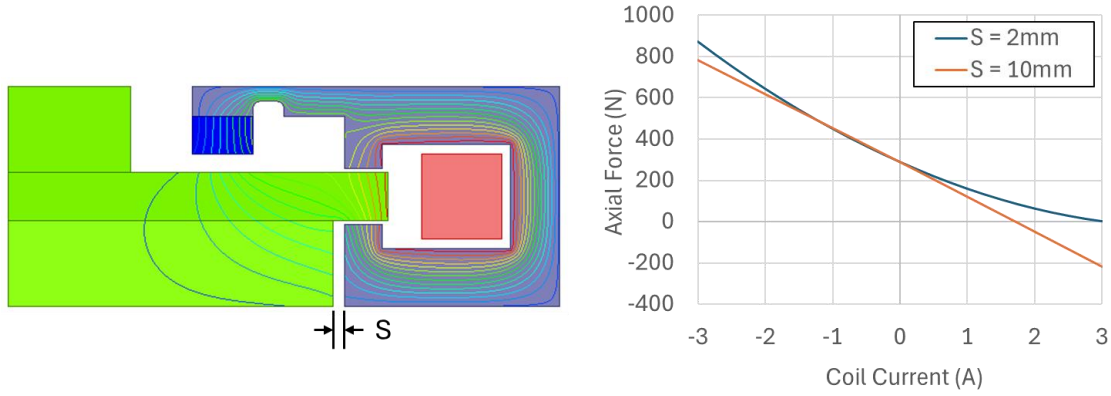 S
1000
800
600
400
200
0
-200
-400
Axial Force (N)
S = 2mm
S = 10mm
-3 -2 -1 0 1 2 3
Coil Current (A)